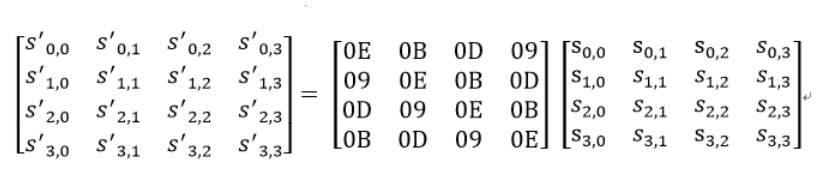 [s'0,0 s'0,1 s'0,2 s'0,3] [0E 0B 0D 09] [s0,0 s0,1 s0,2 s0,3]
[s'1,0 s'1,1 s'1,2 s'1,3] [09 0E 0B 0D] [s1,0 s1,1 s1,2 s1,3]
[s'2,0 s'2,1 s'2,2 s'2,3] = [0D 09 0E 0B] [s2,0 s2,1 s2,2 s2,3]
[s'3,0 s'3,1 s'3,2 s'3,3] [0B 0D 09 0E] [s3,0 s3,1 s3,2 s3,3]